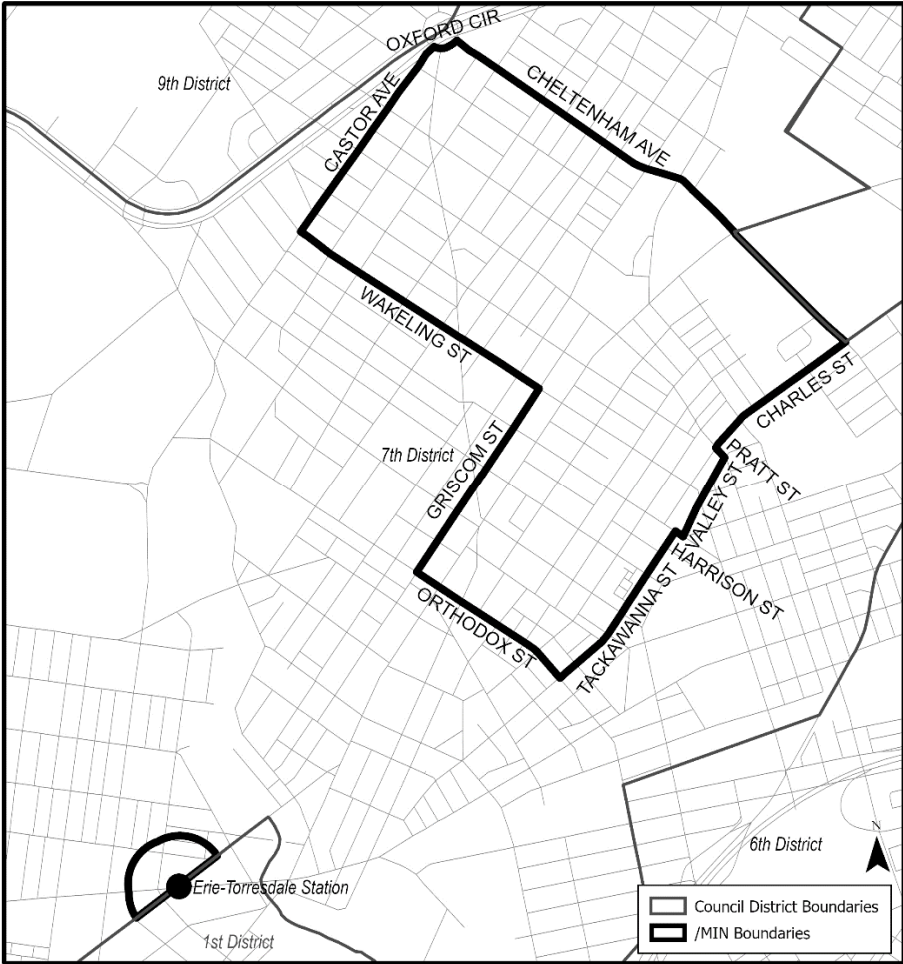 OXFORD CIR
9th District
CHELTENHAM AVE
CASTOR AVE
WAKELING ST
CHARLES ST
7th District
GRISCOM ST
PRATT ST
VALLEY ST
HARRISON ST
TACKAWANNA ST
ORTHODOX ST
6th District
N
Erie-Torresdale Station
1st District
Council District Boundaries
/MIN Boundaries